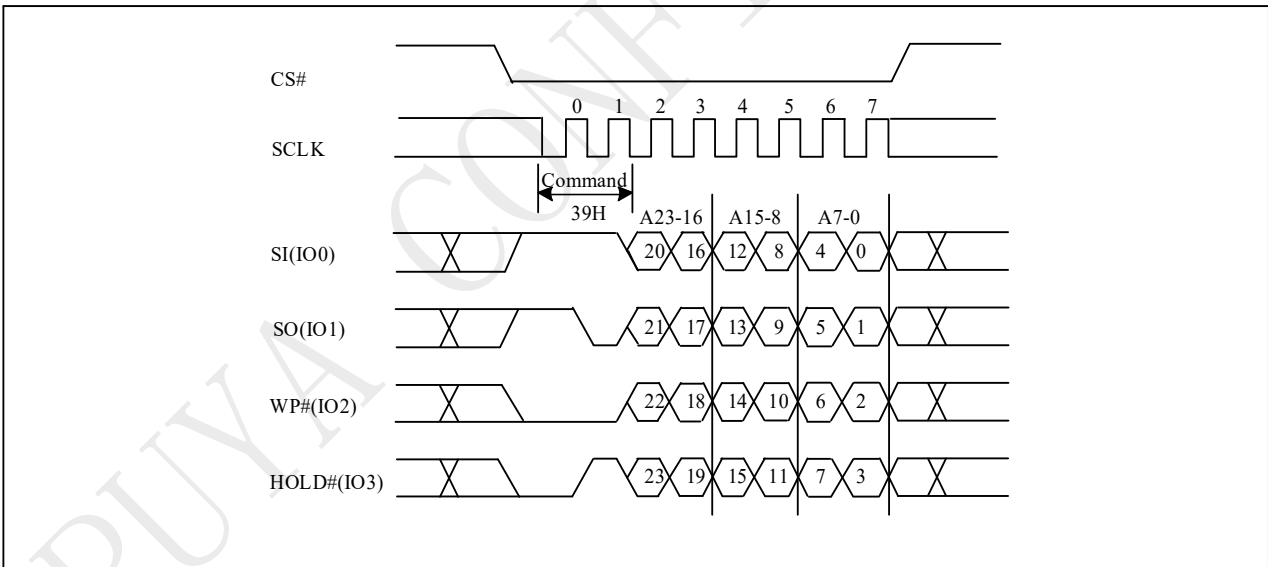 CS#
0 1 2 3 4 5 6 7
SCLK
Command
39H
A23-16 A15-8 A7-0
SI(IO0) 20 16 12 8 4 0
SO(IO1) 21 17 13 9 5 1
WP#(IO2) 22 18 14 10 6 2
HOLD#(IO3) 23 19 15 11 7 3
PUYA CONF